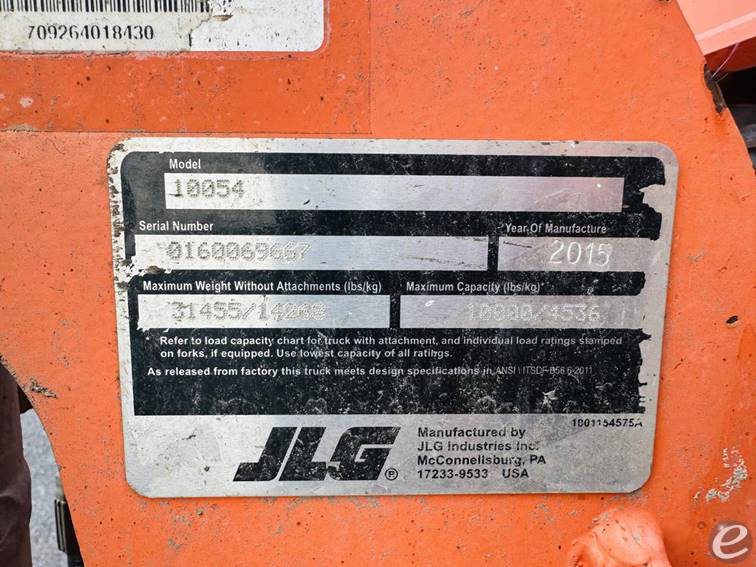 709264018430
Model
10054
Serial Number
Year Of Manufacture
0160069667
2015
Maximum Weight Without Attachments (lbs/kg)
Maximum Capacity (lbs/kg)
31455/14268
10000/4536
Refer to load capacity chart for truck with attachment, and individual load ratings stamped
on forks, if equipped. Use lowest capacity of all ratings.
As released from factory this truck meets design specifications in ANSI \ ITSDF-B56.6-2011
1001154575A
JLG ®
Manufactured by
JLG Industries Inc.
McConnellsburg, PA
17233-9533 USA
e